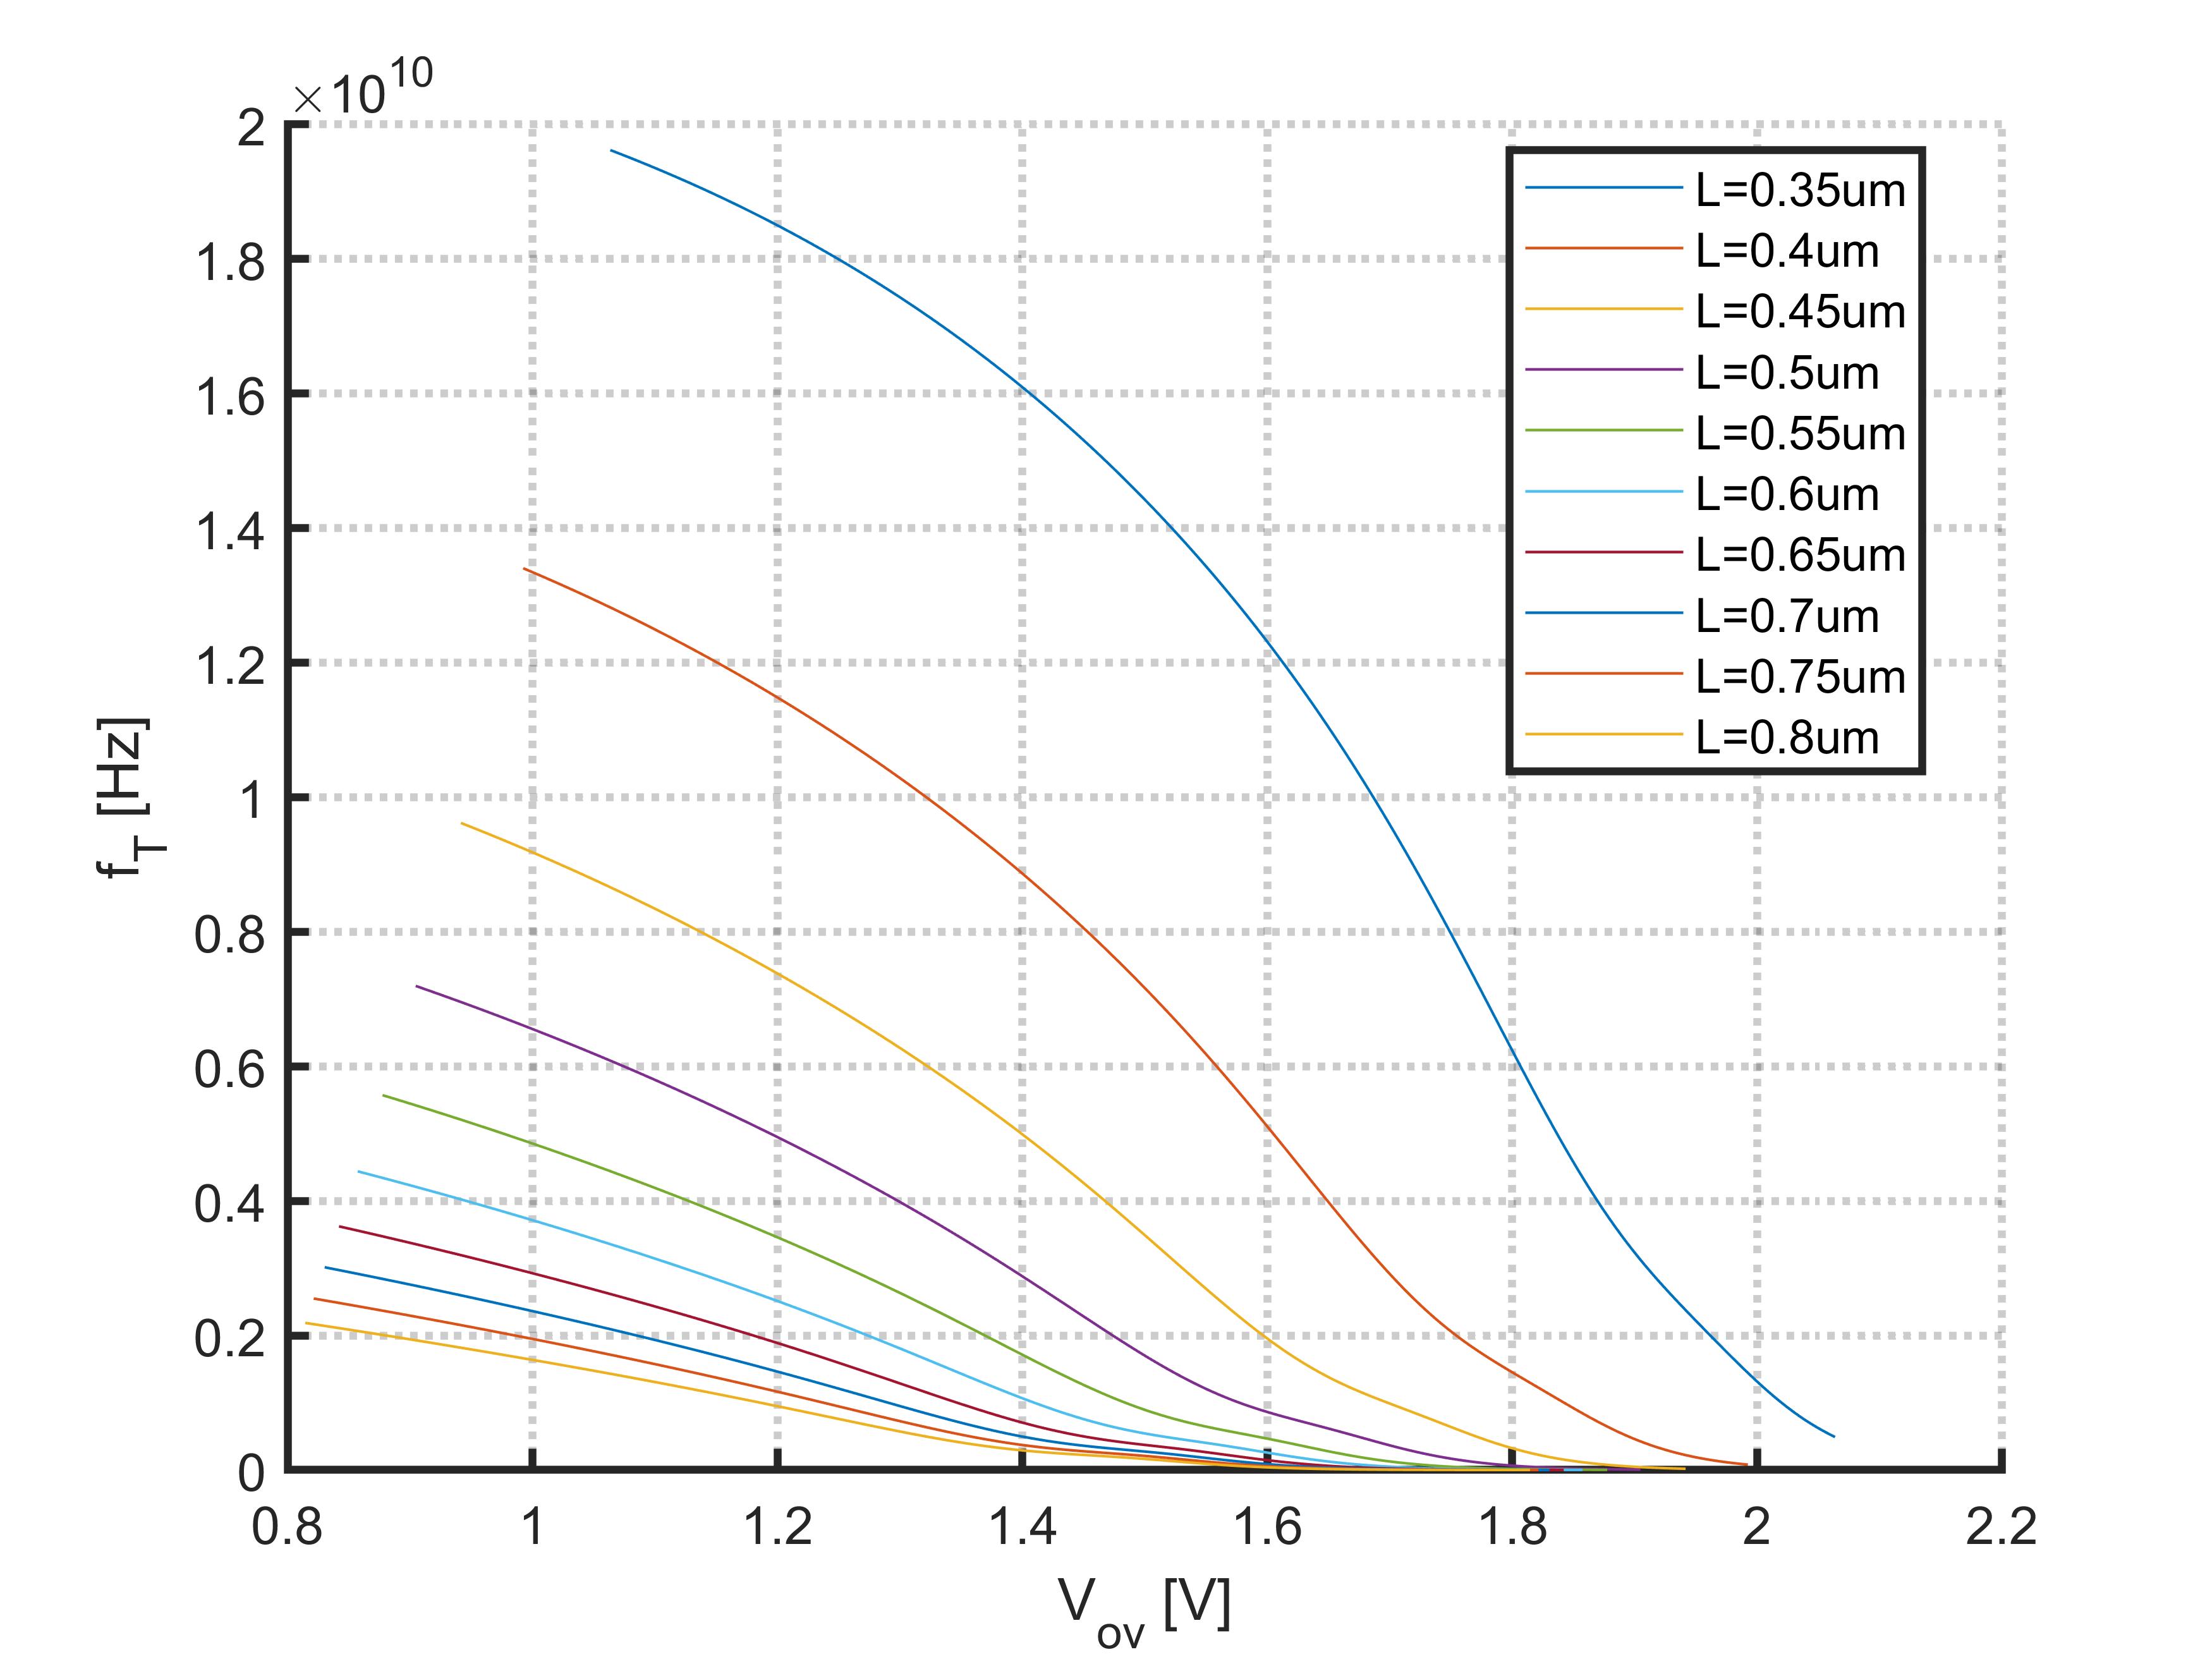 ×10^10
2
1.8
1.6
1.4
1.2
1
0.8
0.6
0.4
0.2
0
f_T [Hz]
L=0.35um
L=0.4um
L=0.45um
L=0.5um
L=0.55um
L=0.6um
L=0.65um
L=0.7um
L=0.75um
L=0.8um
0.8 1 1.2 1.4 1.6 1.8 2 2.2
V_ov [V]